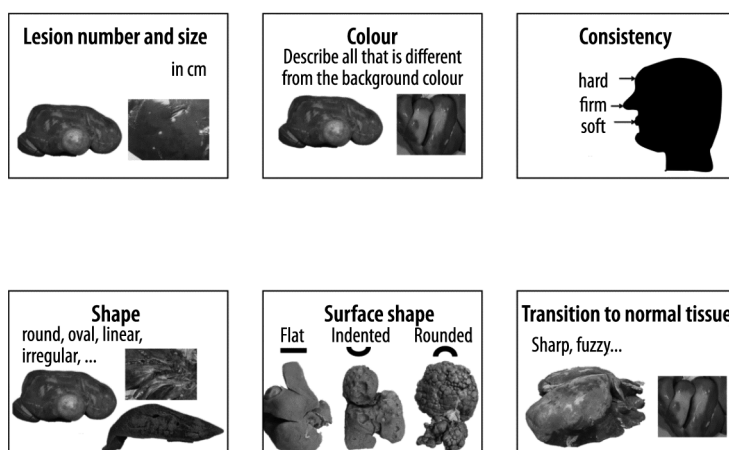 Lesion number and size
in cm
Colour
Describe all that is different
from the background colour
Consistency
hard
firm
soft
Shape
round, oval, linear,
irregular, ...
Surface shape
Flat Indented Rounded
Transition to normal tissue
Sharp, fuzzy...